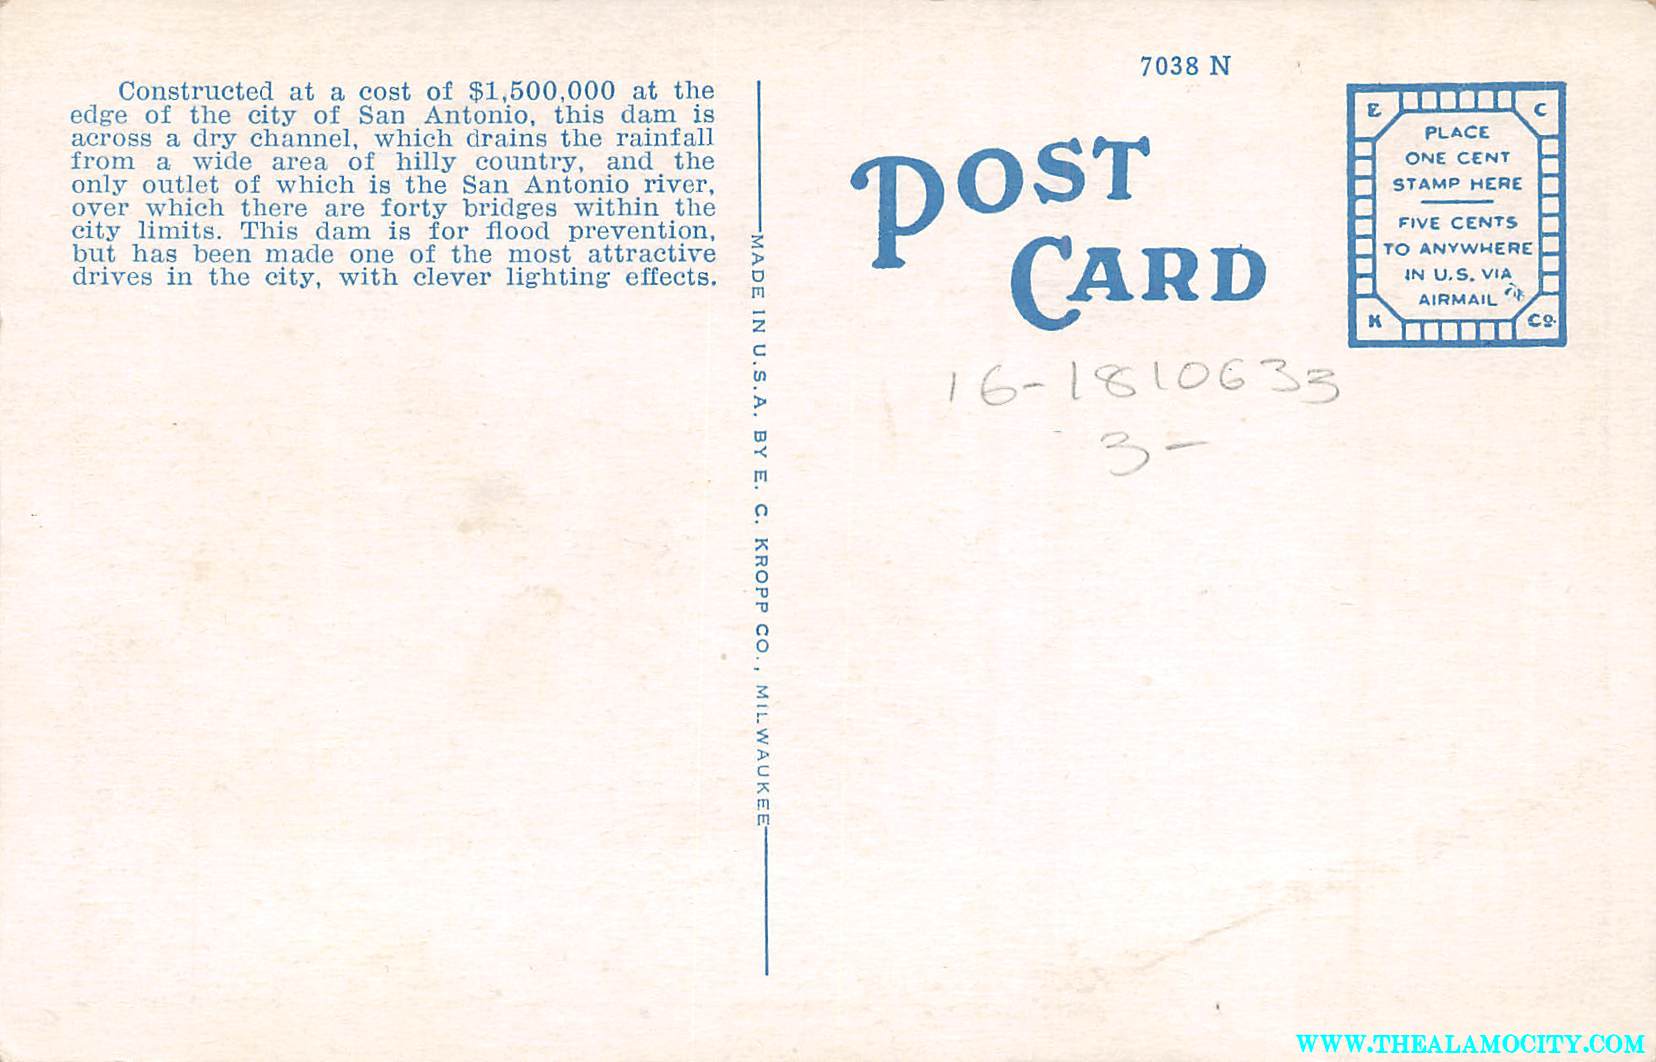 Constructed at a cost of $1,500,000 at the
edge of the city of San Antonio, this dam is
across a dry channel, which drains the rainfall
from a wide area of hilly country, and the
only outlet of which is the San Antonio river,
over which there are forty bridges within the
city limits. This dam is for flood prevention,
but has been made one of the most attractive
drives in the city, with clever lighting effects.
MADE IN U.S.A. BY E. C. KROPP CO., MILWAUKEE
7038 N
POST
CARD
E C
PLACE
ONE CENT
STAMP HERE
FIVE CENTS
TO ANYWHERE
IN U.S. VIA
AIRMAIL
K Co.
16-1810633
3-
WWW.THEALAMOCITY.COM